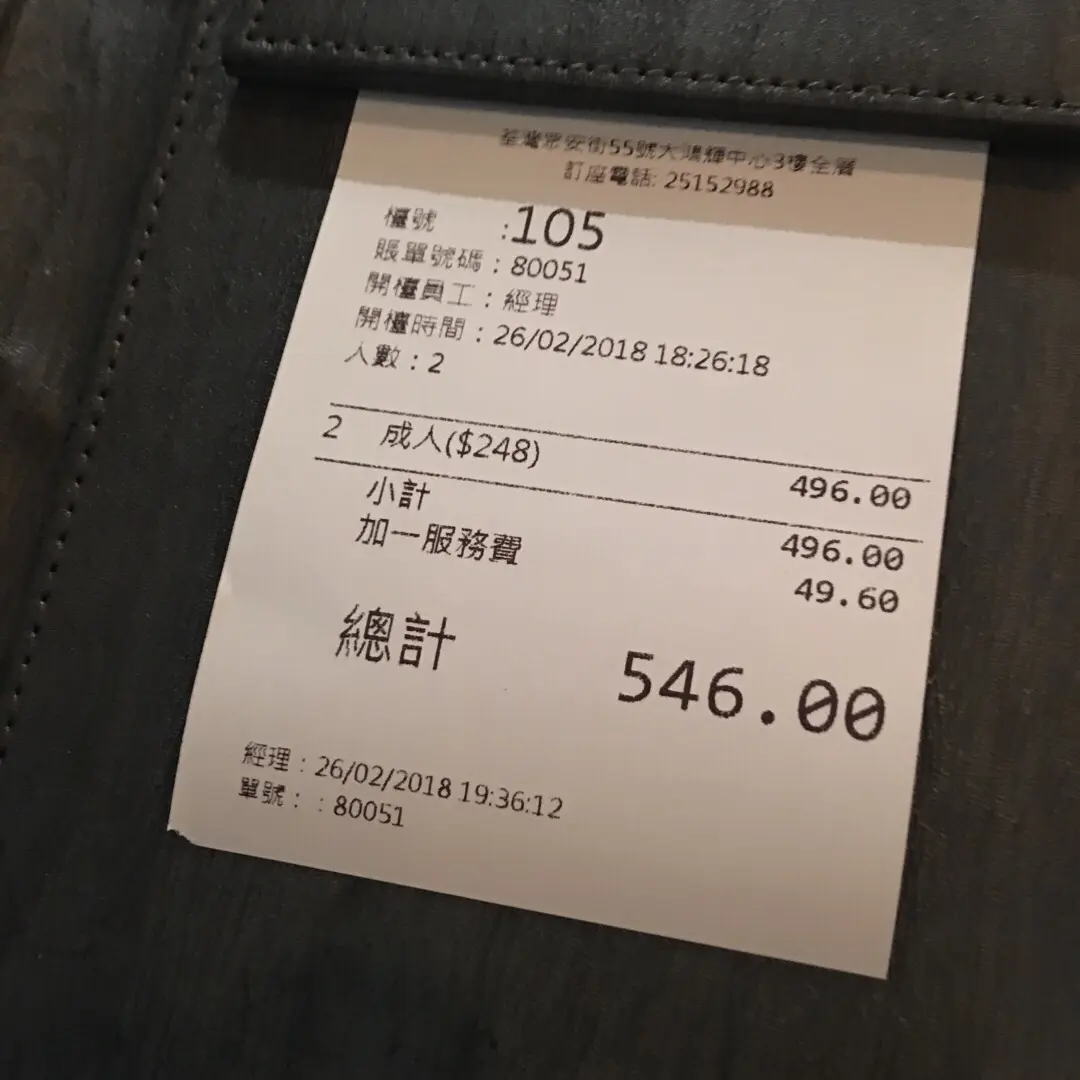 荃灣眾安街55號大鴻輝中心3樓全層
訂座電話: 25152988
檯號 :105
賬單號碼 : 80051
開檯員工 : 經理
開檯時間 : 26/02/2018 18:26:18
人數 : 2
2 成人($248) 496.00
小計 496.00
加一服務費 49.60
總計 546.00
經理 : 26/02/2018 19:36:12
單號 : : 80051